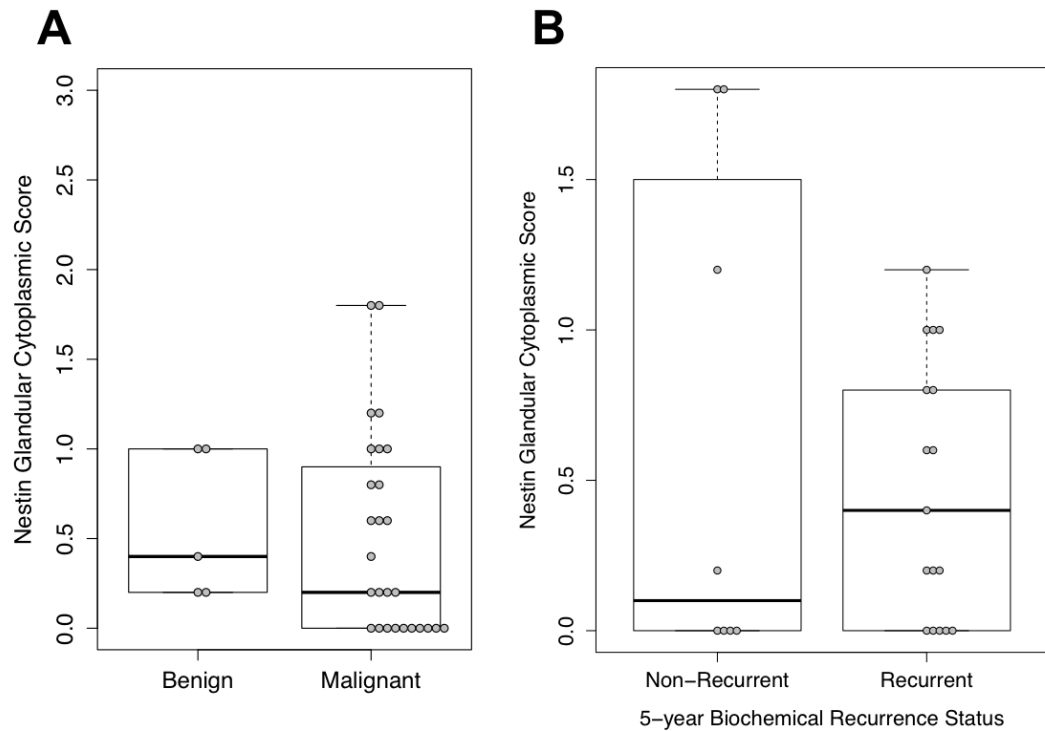 A
Nestin Glandular Cytoplasmic Score
3.0
2.5
2.0
1.5
1.0
0.5
0.0
Benign
Malignant
B
Nestin Glandular Cytoplasmic Score
1.5
1.0
0.5
0.0
Non−Recurrent
Recurrent
5−year Biochemical Recurrence Status